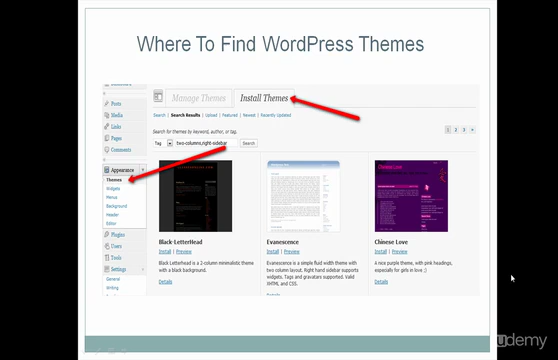 Where To Find WordPress Themes
Manage Themes
Install Themes
Posts
Media
Links
Pages
Comments
Appearance
Themes
Widgets
Menus
Background
Header
Editor
Plugins
Users
Tools
Settings
General
Writing
Search | Search Results | Upload | Featured | Newest | Recently Updated
Search for themes by keyword, author, or tag.
Tag two-columns,right-sidebar Search
1 2 3 »
Black-LetterHead
Install | Preview
Black Letterhead is a 2-column minimalistic theme with a black background.
Details
Evanescence
Install | Preview
Evanescence is a simple fluid width theme with two column layout. Right hand sidebar supports widgets. Tags and gravatars supported. Valid XHTML and CSS.
Details
Chinese Love
Install | Preview
A nice purple theme, with pink headings, especially for girls in love ;)
Details
udemy